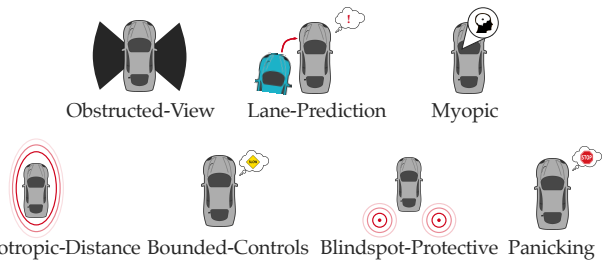 !
Obstructed-View Lane-Prediction Myopic
STOP
otropic-Distance Bounded-Controls Blindspot-Protective Panicking